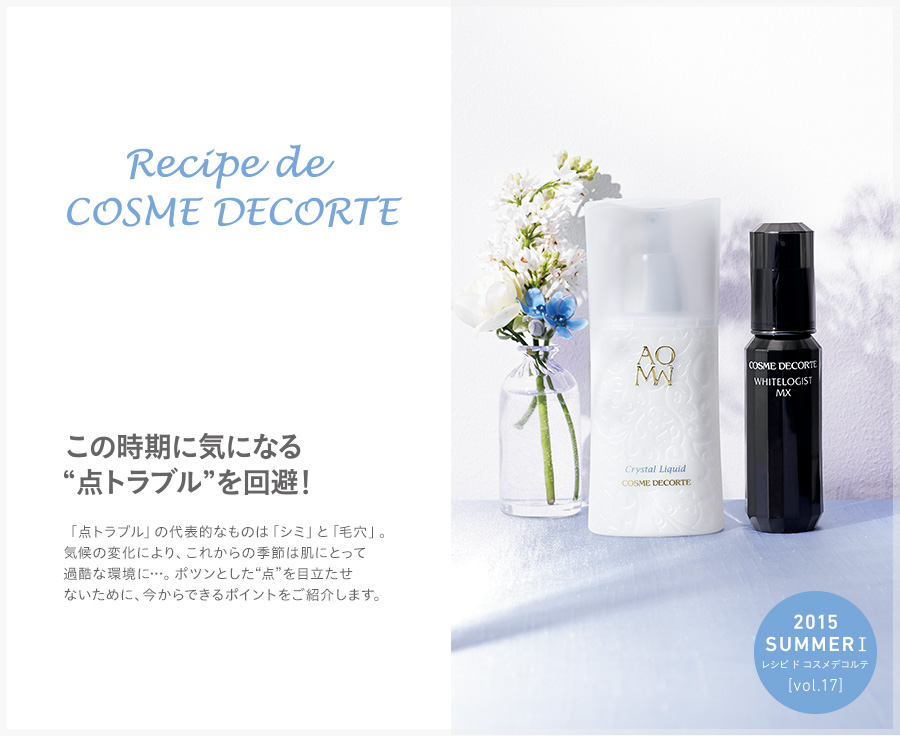 Recipe de
COSME DECORTE
この時期に気になる
“点トラブル”を回避！
「点トラブル」の代表的なものは「シミ」と「毛穴」。
気候の変化により、これからの季節は肌にとって
過酷な環境に…。ポツンとした“点”を目立たせ
ないために、今からできるポイントをご紹介します。
AO
MW
Crystal Liquid
COSME DECORTE
COSME DECORTE
WHITELOGIST
MX
2015
SUMMER I
レシピ ド コスメデコルテ
[vol.17]